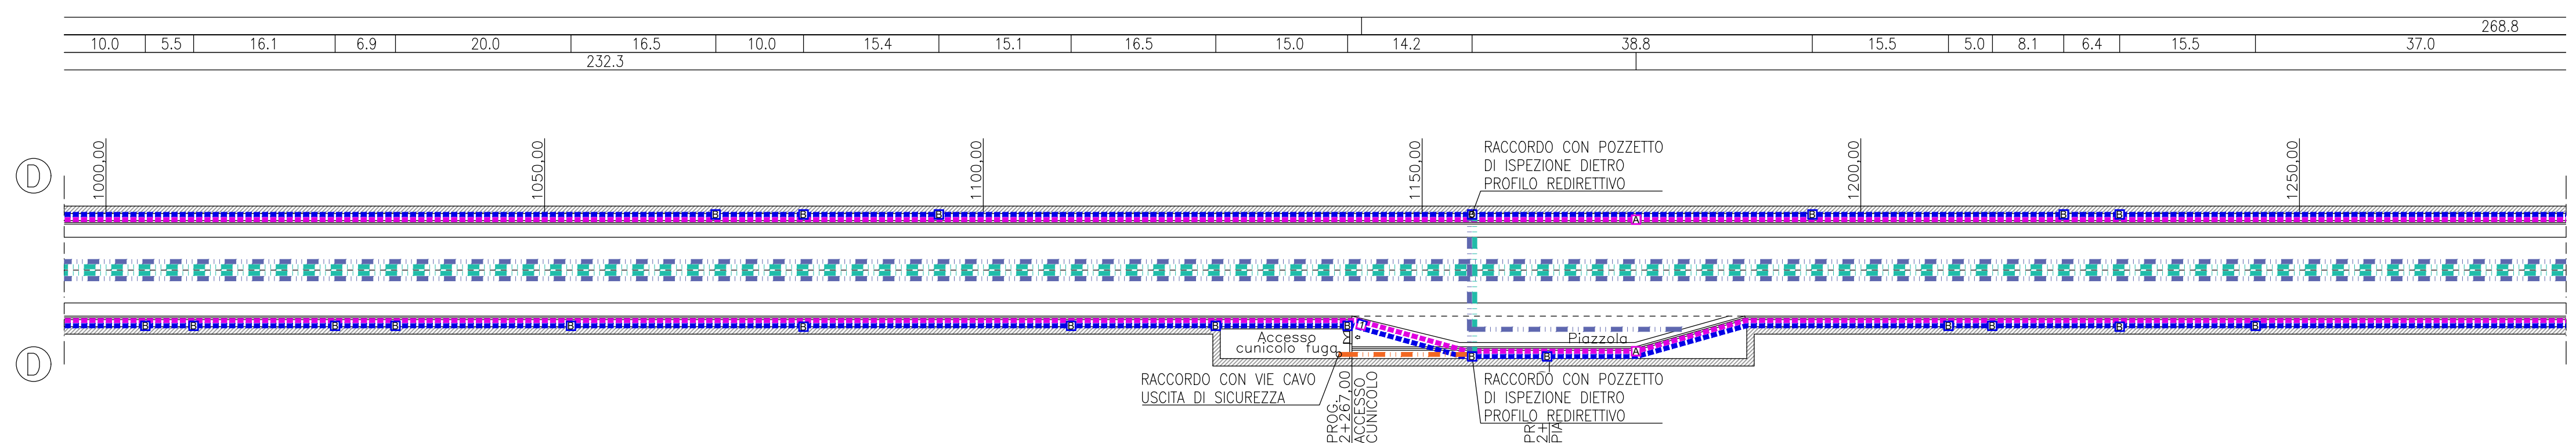 268.8
10.0 5.5 16.1 6.9 20.0 16.5 10.0 15.4 15.1 16.5 15.0 14.2 38.8 15.5 5.0 8.1 6.4 15.5 37.0
232.3
1000,00 1050,00 1100,00 1150,00 1200,00 1250,00
RACCORDO CON POZZETTO
DI ISPEZIONE DIETRO
PROFILO REDIRETTIVO
D
B B B B B B B
A
B B B B B B B B B B B B B
Accesso
cunicolo fuga
Piazzola
B B
A
D
RACCORDO CON VIE CAVO
USCITA DI SICUREZZA
PROG.
2+267,00
ACCESSO
CUNICOLO
RACCORDO CON POZZETTO
DI ISPEZIONE DIETRO
PROFILO REDIRETTIVO
PR
2+
PIA